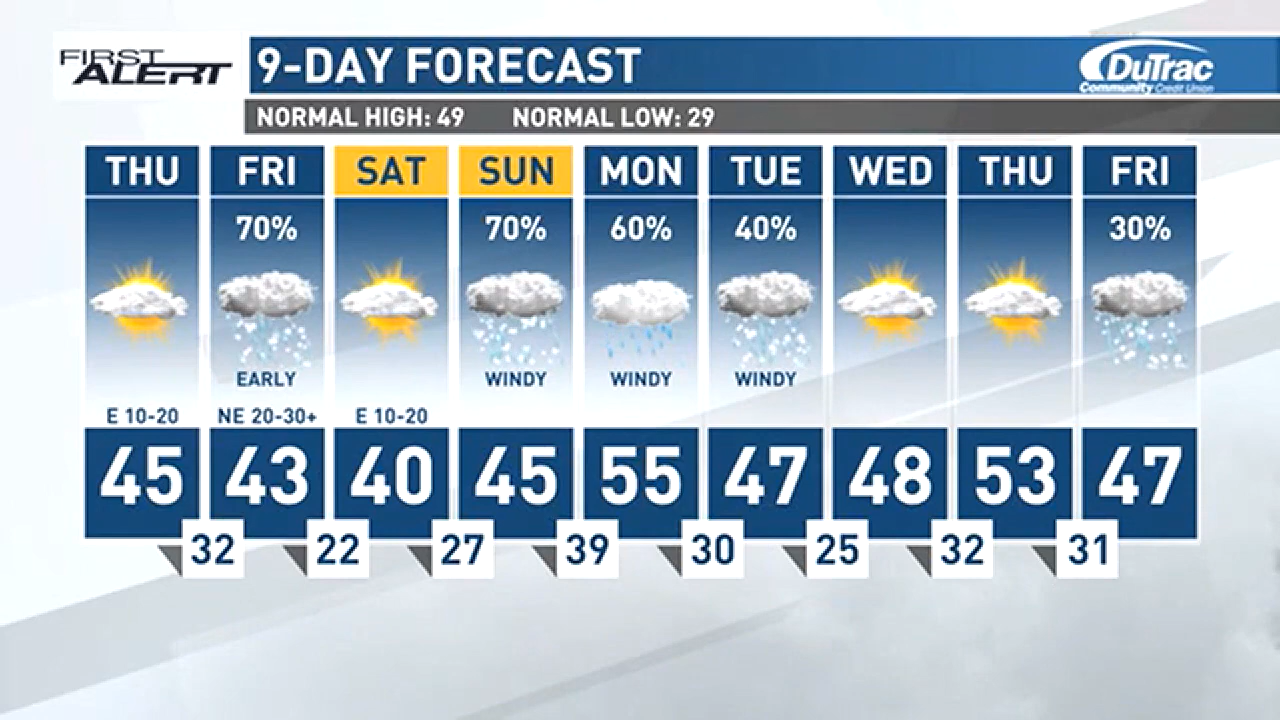 FIRST
ALERT
9-DAY FORECAST
DuTrac
Community Credit Union
NORMAL HIGH: 49 NORMAL LOW: 29
THU FRI SAT SUN MON TUE WED THU FRI
70% 70% 60% 40% 30%
EARLY WINDY WINDY WINDY
E 10-20 NE 20-30+ E 10-20
45 43 40 45 55 47 48 53 47
32 22 27 39 30 25 32 31